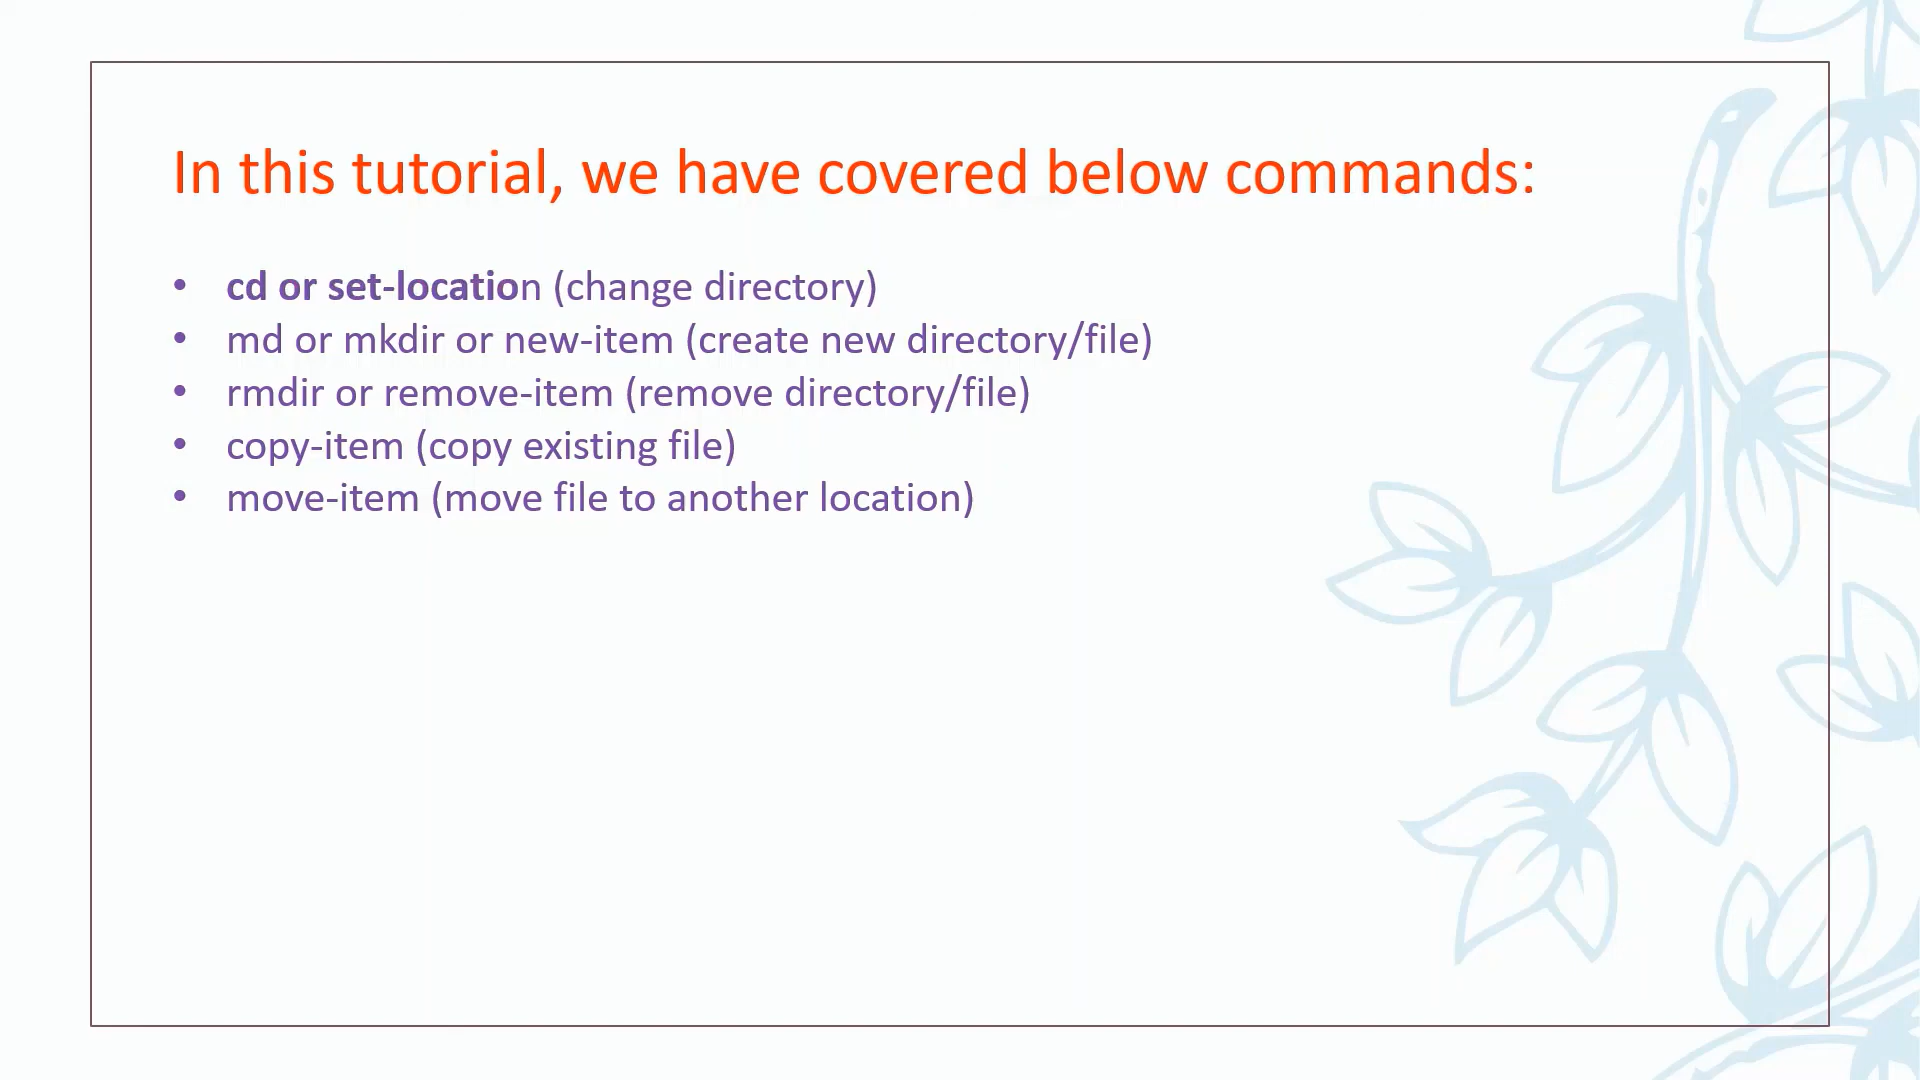 In this tutorial, we have covered below commands:
• cd or set-location (change directory)
• md or mkdir or new-item (create new directory/file)
• rmdir or remove-item (remove directory/file)
• copy-item (copy existing file)
• move-item (move file to another location)